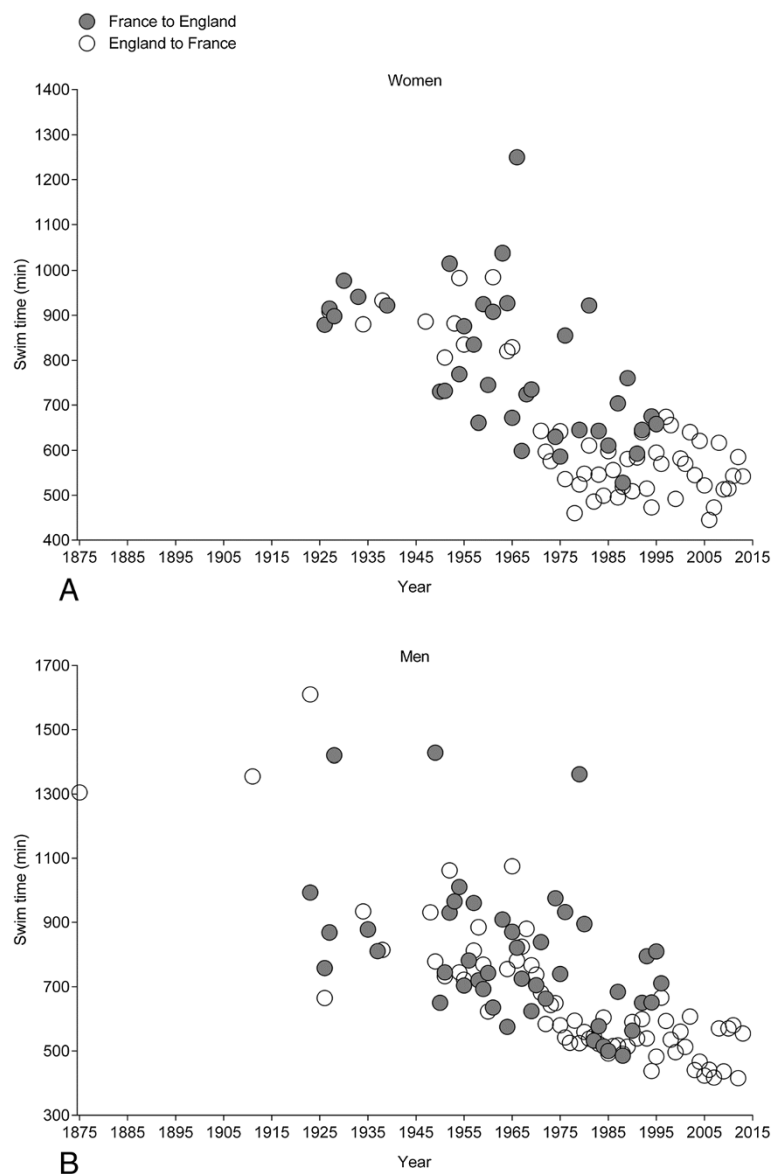 France to England
England to France
Women
1400
1300
1200
1100
1000
900
800
700
600
500
400
Swim time (min)
1875 1885 1895 1905 1915 1925 1935 1945 1955 1965 1975 1985 1995 2005 2015
A
Year
Men
1700
1500
1300
1100
900
700
500
300
Swim time (min)
1875 1885 1895 1905 1915 1925 1935 1945 1955 1965 1975 1985 1995 2005 2015
B
Year